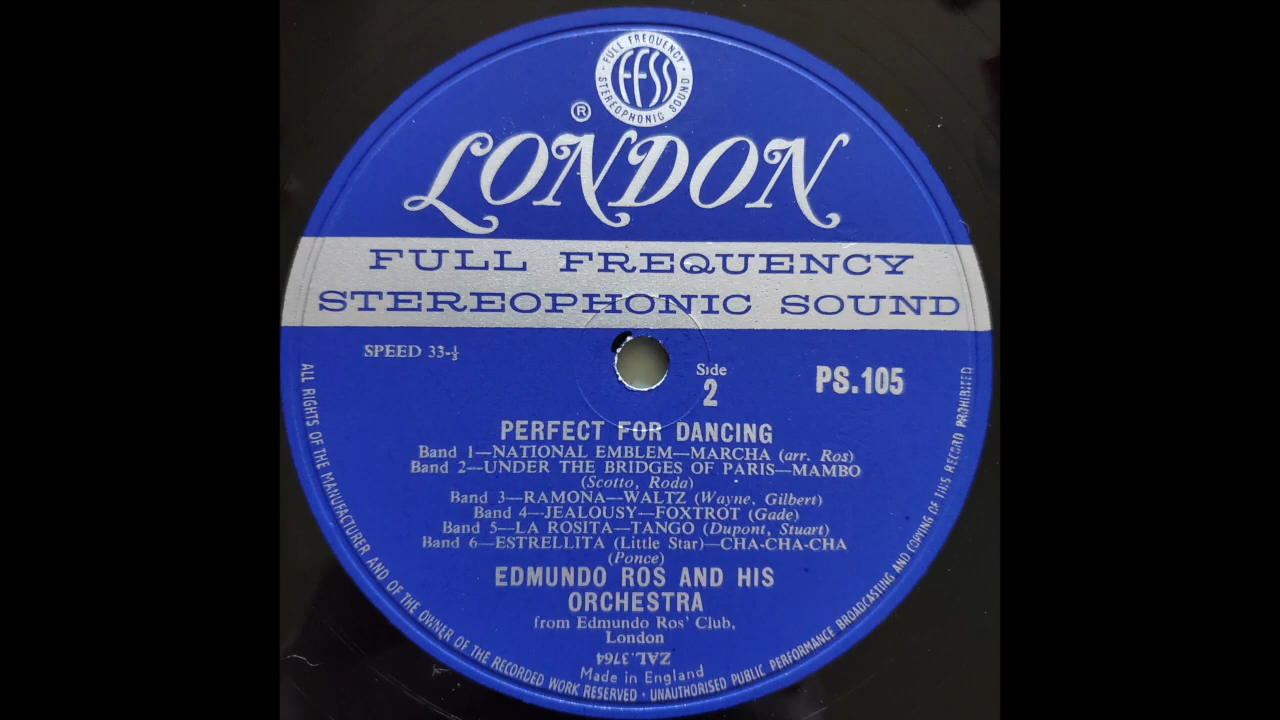 FULL FREQUENCY
STEREOPHONIC SOUND
FFSS
®
LONDON
FULL FREQUENCY
STEREOPHONIC SOUND
SPEED 33-⅓
Side
2
PS.105
PERFECT FOR DANCING
Band 1—NATIONAL EMBLEM—MARCHA (arr. Ros)
Band 2—UNDER THE BRIDGES OF PARIS—MAMBO
(Scotto, Roda)
Band 3—RAMONA—WALTZ (Wayne, Gilbert)
Band 4—JEALOUSY—FOXTROT (Gade)
Band 5—LA ROSITA—TANGO (Dupont, Stuart)
Band 6—ESTRELLITA (Little Star)—CHA-CHA-CHA
(Ponce)
EDMUNDO ROS AND HIS
ORCHESTRA
from Edmundo Ros' Club,
London
ZAL.3764
Made in England
ALL RIGHTS OF THE MANUFACTURER AND OF THE OWNER OF THE RECORDED WORK RESERVED · UNAUTHORISED PUBLIC PERFORMANCE BROADCASTING AND COPYING OF THIS RECORD PROHIBITED